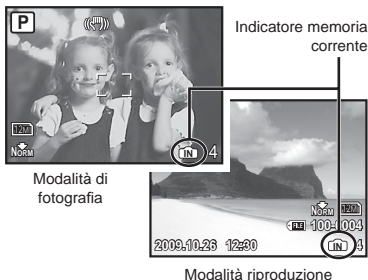 P
Indicatore memoria
corrente
12M
NORM
IN 4
Modalità di
fotografia
NORM 12M
FILE 100-0004
2009.10.26 12:30
IN 4
Modalità riproduzione